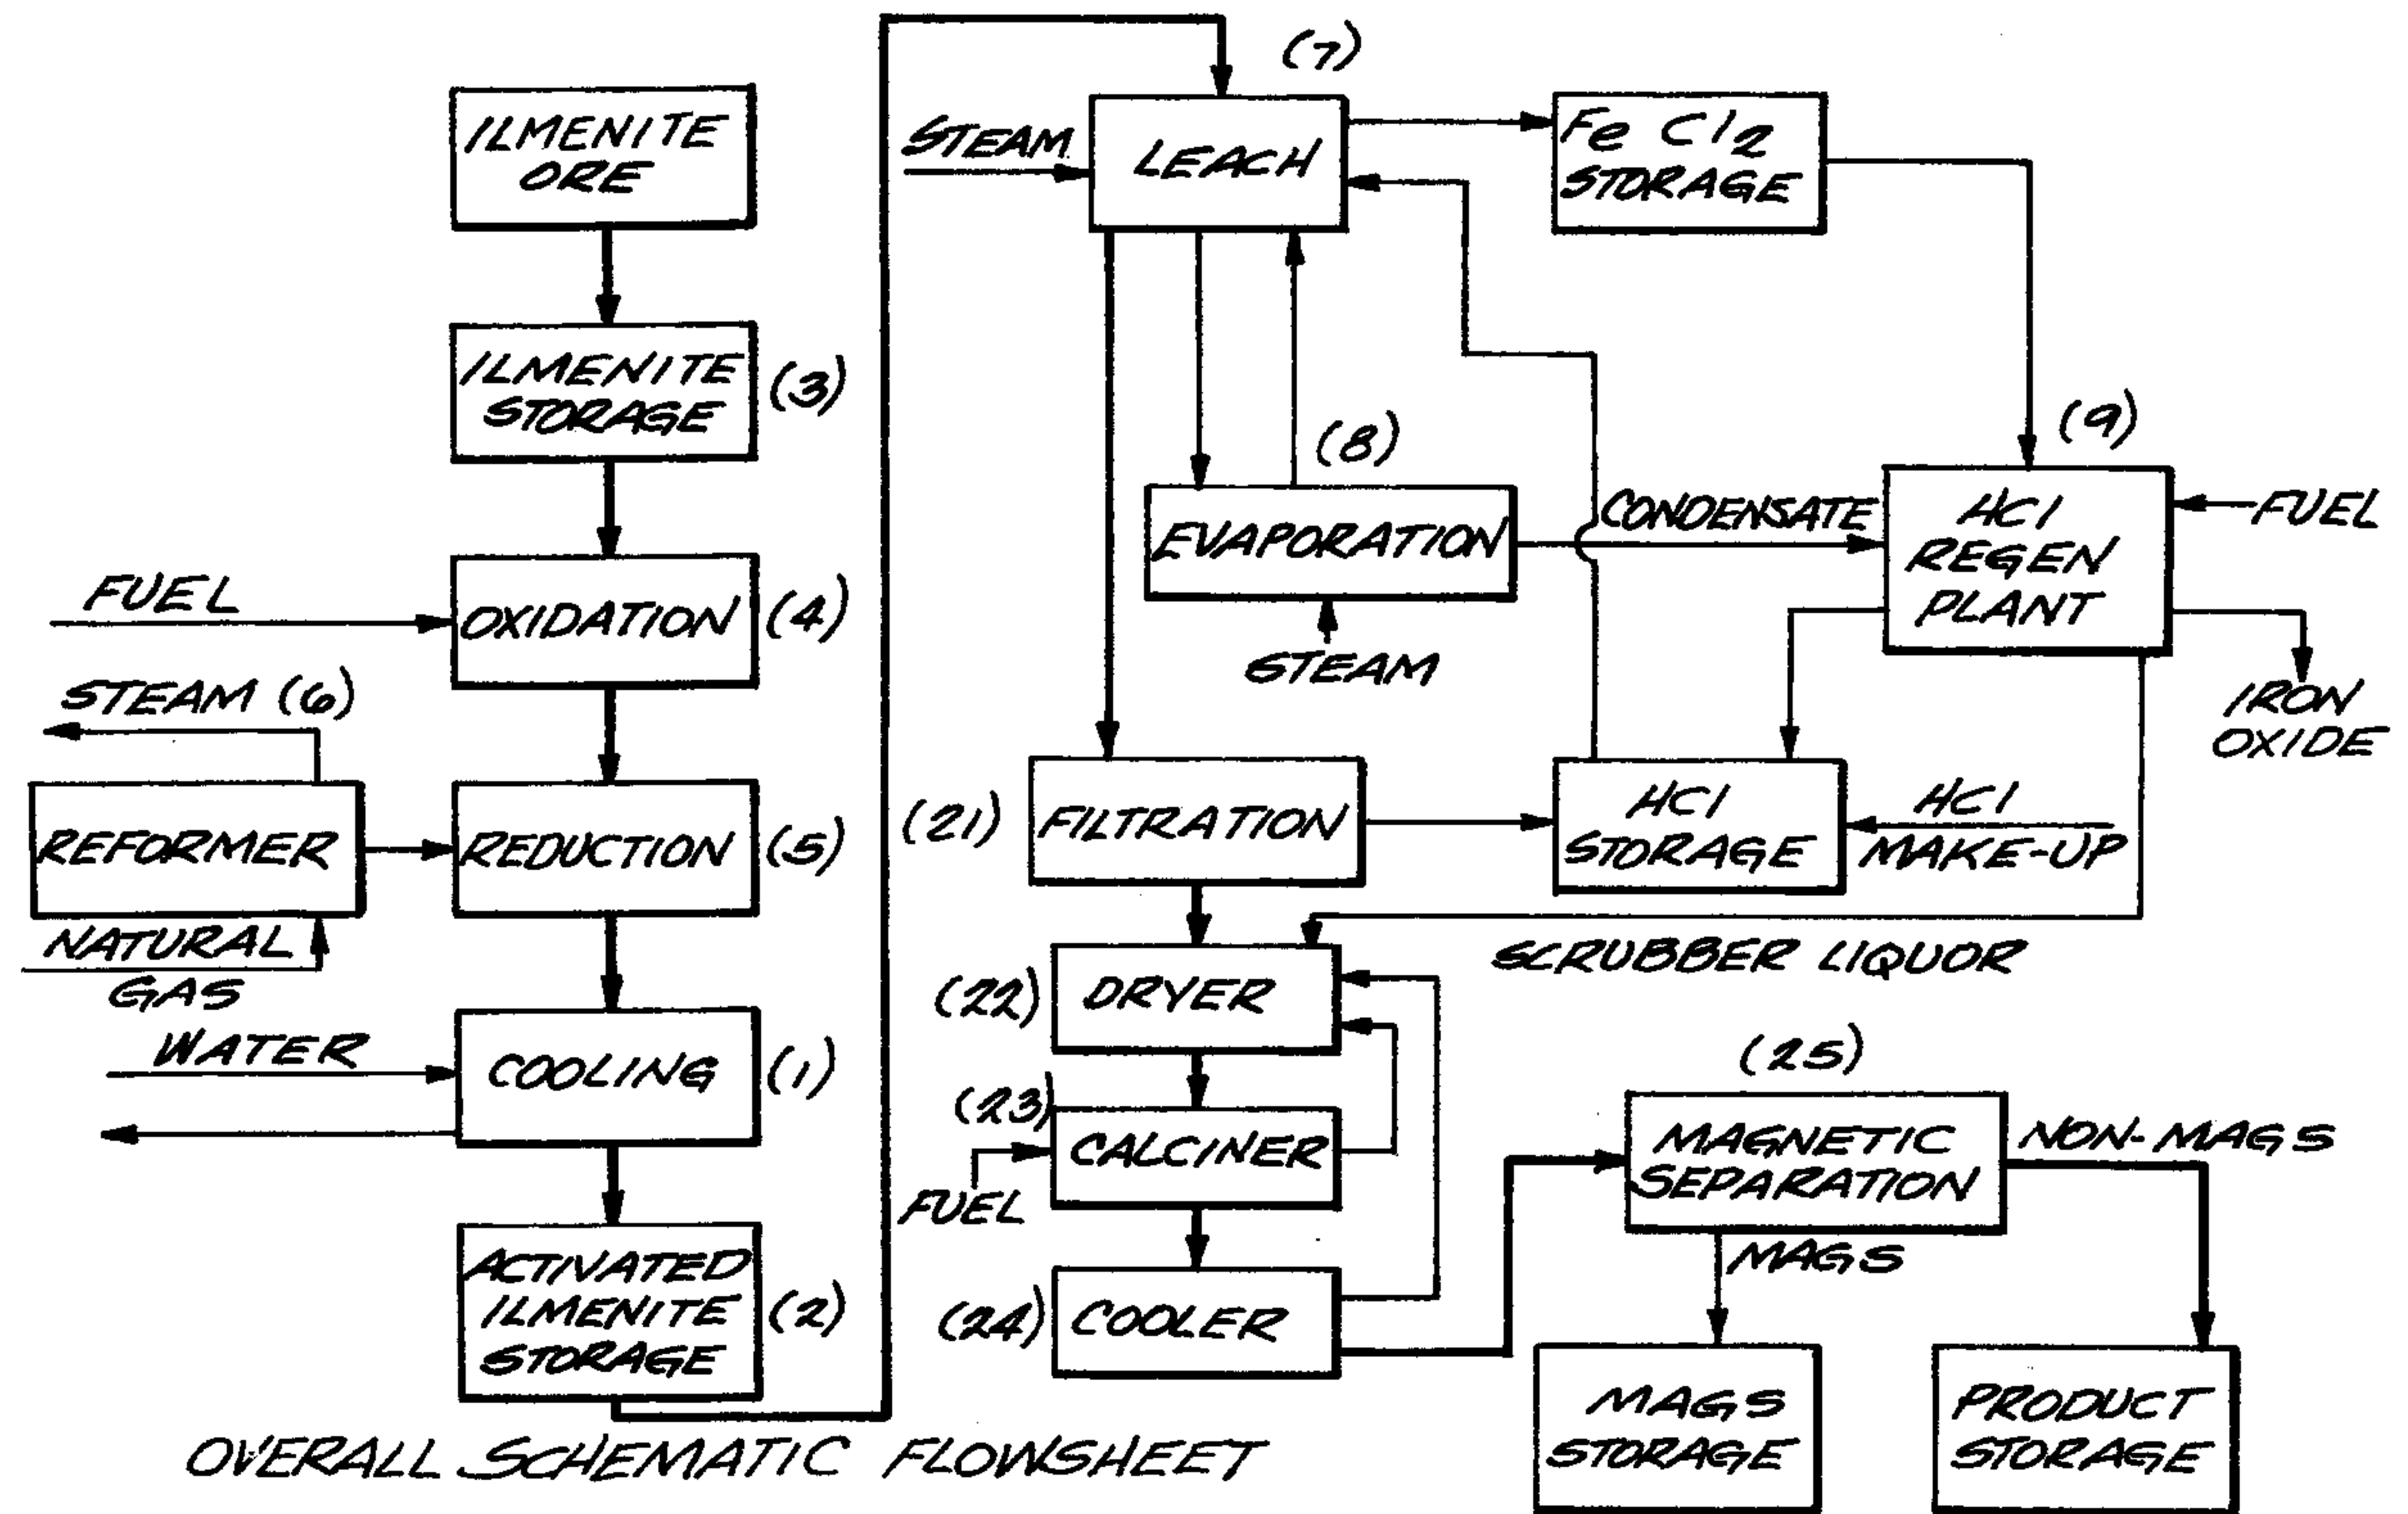 ILMENITE
ORE
ILMENITE
STORAGE
(3)
FUEL
OXIDATION
(4)
STEAM (6)
REFORMER
REDUCTION
(5)
NATURAL
GAS
WATER
COOLING
(1)
ACTIVATED
ILMENITE
STORAGE
(2)
(7)
STEAM
LEACH
Fe Cl2
STORAGE
(8)
EVAPORATION
STEAM
CONDENSATE
(9)
HCl
REGEN
PLANT
FUEL
IRON
OXIDE
(21)
FILTRATION
HCl
STORAGE
HCl
MAKE-UP
SCRUBBER LIQUOR
(22)
DRYER
(23)
CALCINER
FUEL
(24)
COOLER
(25)
MAGNETIC
SEPARATION
NON-MAGS
MAGS
MAGS
STORAGE
PRODUCT
STORAGE
OVERALL SCHEMATIC FLOWSHEET